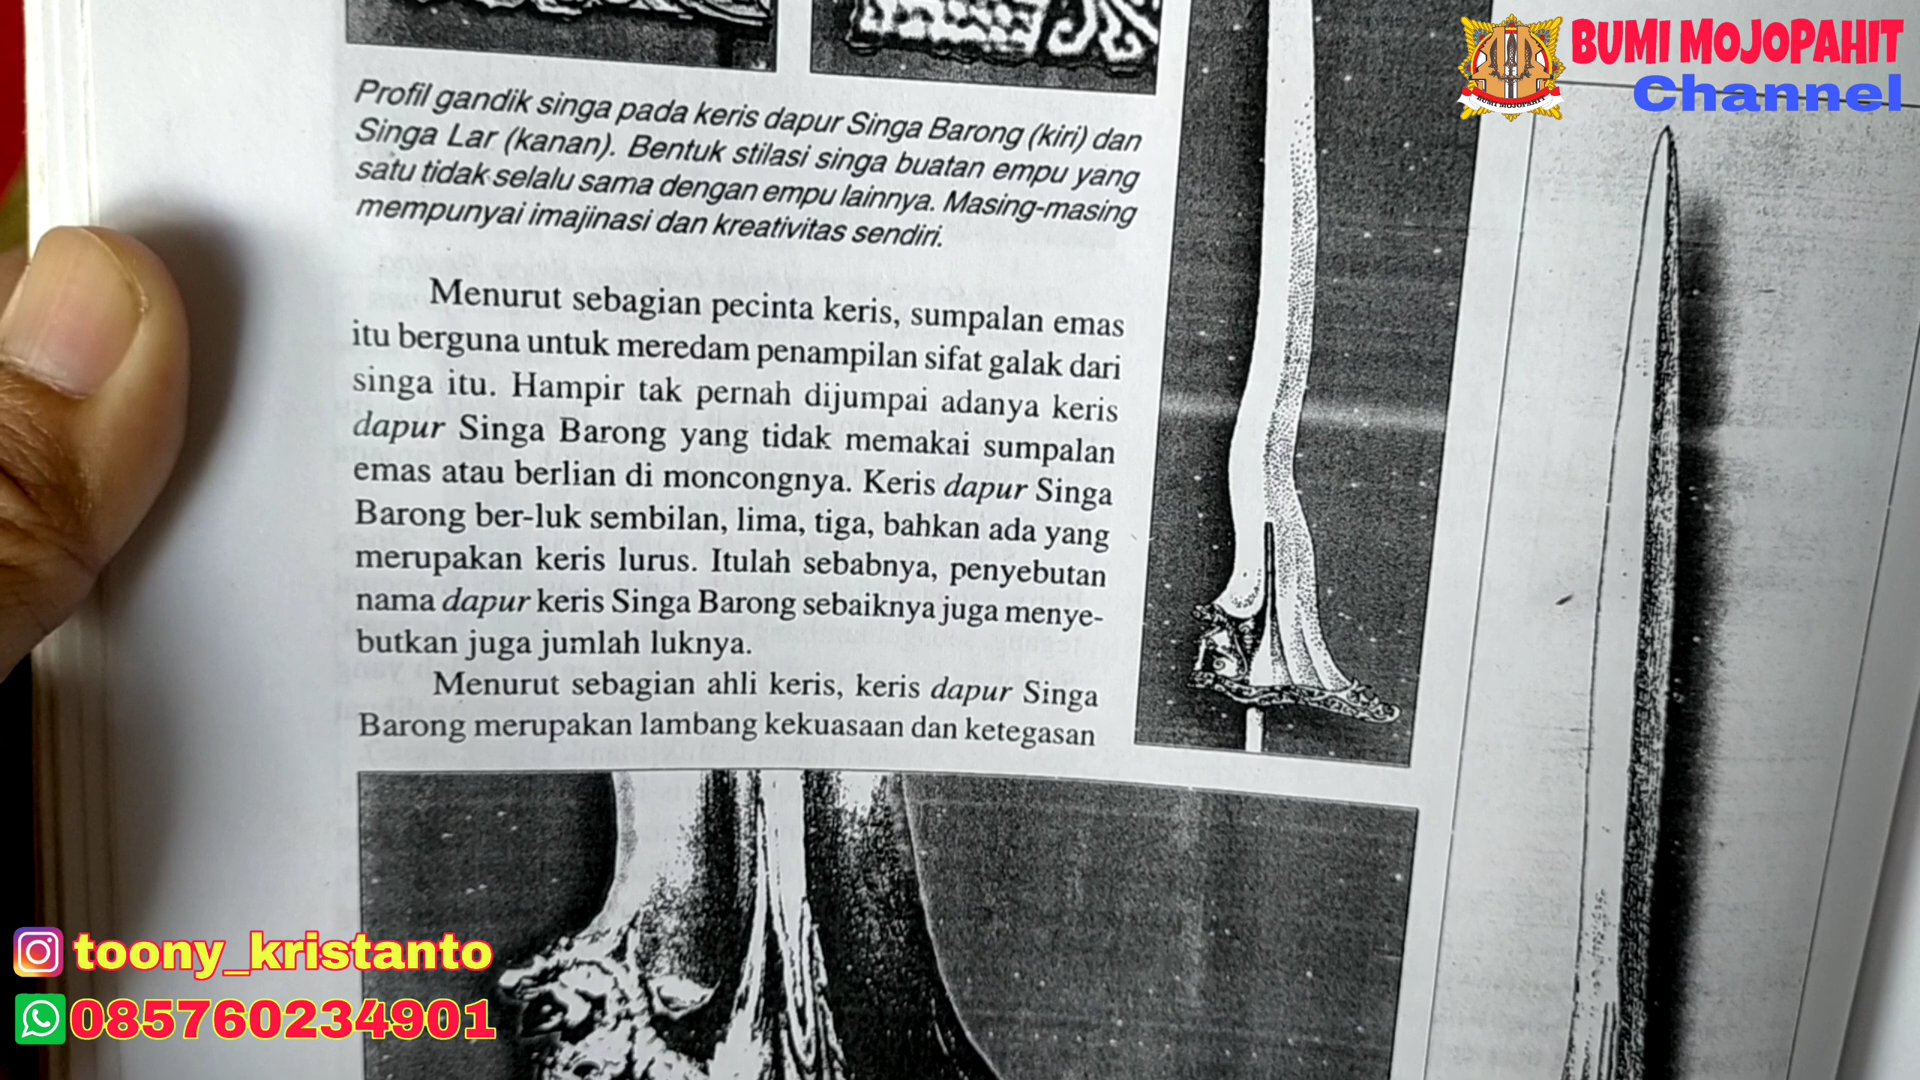 Profil gandik singa pada keris dapur Singa Barong (kiri) dan
Singa Lar (kanan). Bentuk stilasi singa buatan empu yang
satu tidak selalu sama dengan empu lainnya. Masing-masing
mempunyai imajinasi dan kreativitas sendiri.
Menurut sebagian pecinta keris, sumpalan emas
itu berguna untuk meredam penampilan sifat galak dari
singa itu. Hampir tak pernah dijumpai adanya keris
dapur Singa Barong yang tidak memakai sumpalan
emas atau berlian di moncongnya. Keris dapur Singa
Barong ber-luk sembilan, lima, tiga, bahkan ada yang
merupakan keris lurus. Itulah sebabnya, penyebutan
nama dapur keris Singa Barong sebaiknya juga menye-
butkan juga jumlah luknya.
Menurut sebagian ahli keris, keris dapur Singa
Barong merupakan lambang kekuasaan dan ketegasan
BUMI MOJOPAHIT
Channel
BUMI MOJOPAHIT
toony_kristanto
085760234901